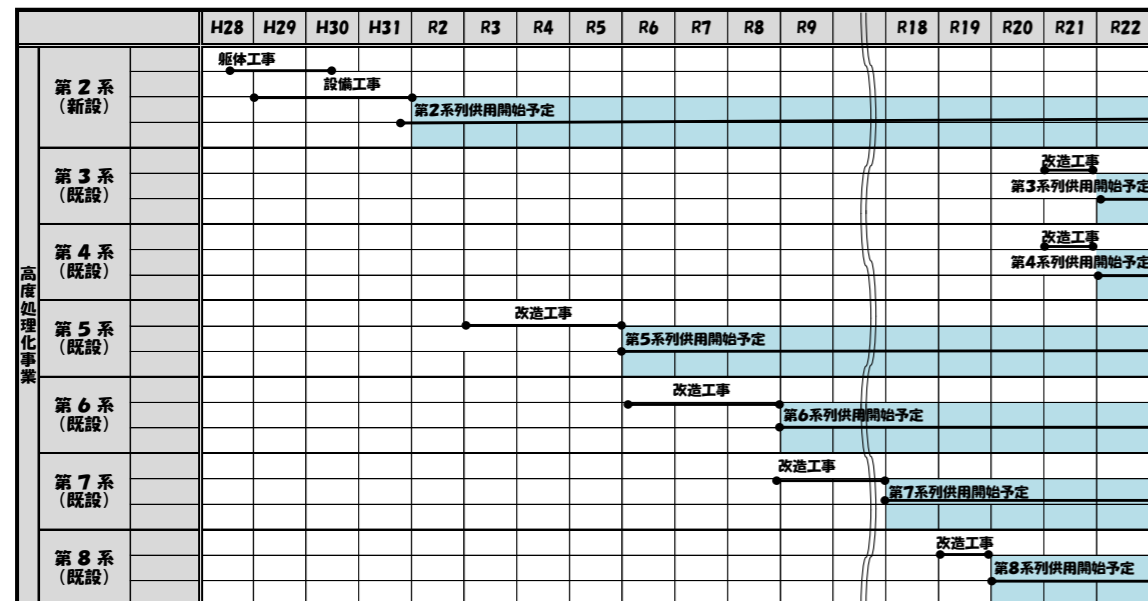 H28 H29 H30 H31 R2 R3 R4 R5 R6 R7 R8 R9 R18 R19 R20 R21 R22
高度処理化事業
第2系
(新設)
躯体工事
設備工事
第2系列供用開始予定
第3系
(既設)
改造工事
第3系列供用開始予定
第4系
(既設)
改造工事
第4系列供用開始予定
第5系
(既設)
改造工事
第5系列供用開始予定
第6系
(既設)
改造工事
第6系列供用開始予定
第7系
(既設)
改造工事
第7系列供用開始予定
第8系
(既設)
改造工事
第8系列供用開始予定